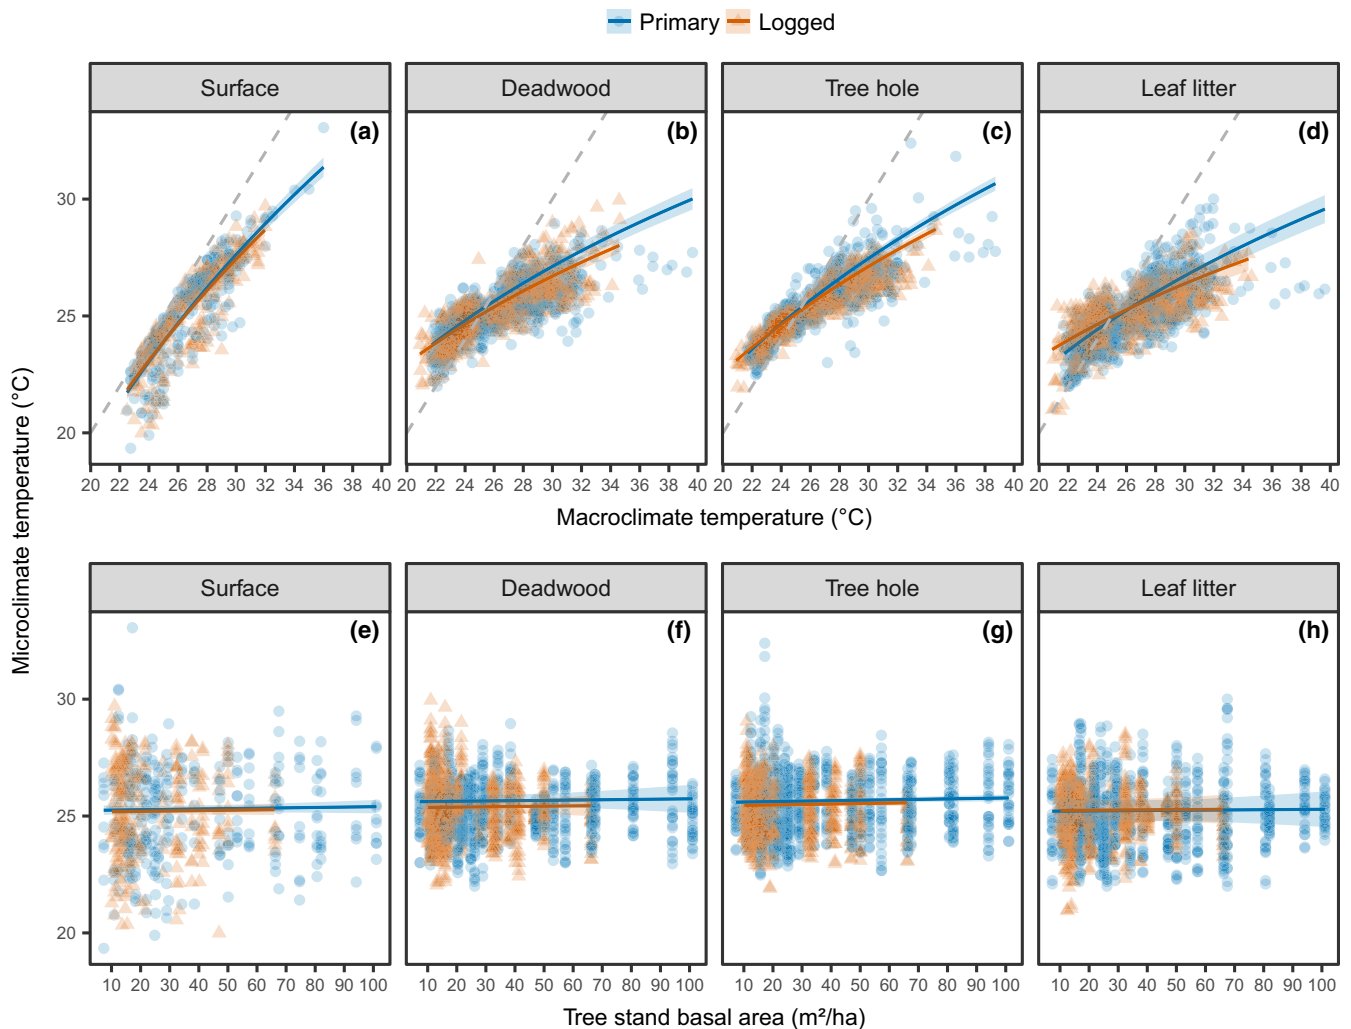 Primary Logged
Surface Deadwood Tree hole Leaf litter
(a) (b) (c) (d)
30
25
20
20 22 24 26 28 30 32 34 36 38 40 20 22 24 26 28 30 32 34 36 38 40 20 22 24 26 28 30 32 34 36 38 40 20 22 24 26 28 30 32 34 36 38 40
Macroclimate temperature (°C)
Microclimate temperature (°C)
Surface Deadwood Tree hole Leaf litter
(e) (f) (g) (h)
30
25
20
10 20 30 40 50 60 70 80 90 100 10 20 30 40 50 60 70 80 90 100 10 20 30 40 50 60 70 80 90 100 10 20 30 40 50 60 70 80 90 100
Tree stand basal area (m²/ha)